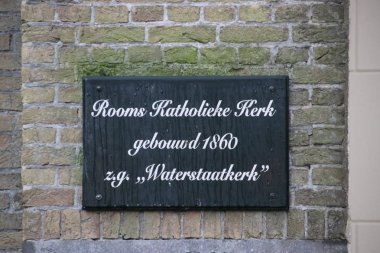 Rooms Katholieke Kerk
gebouwd 1860
z.g. „Waterstaatkerk”